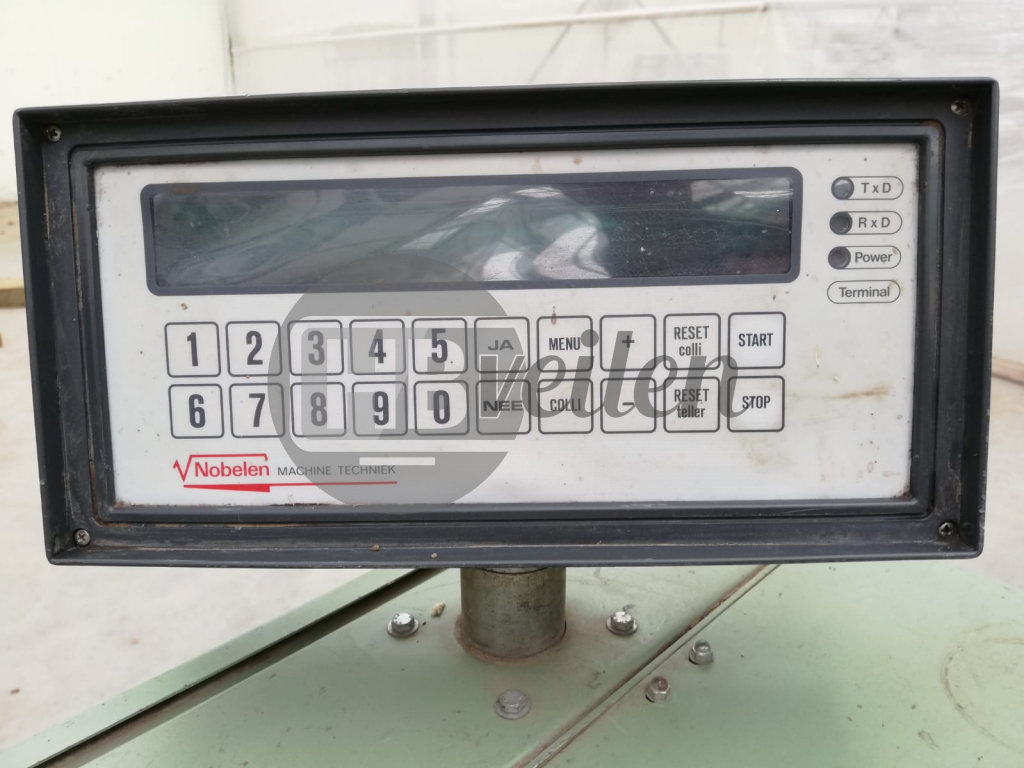 TxD
RxD
Power
Terminal
1 2 3 4 5 JA MENU + RESET colli START
6 7 8 9 0 NEE COLLI - RESET teller STOP
HBveilen
Nobelen MACHINE TECHNIEK